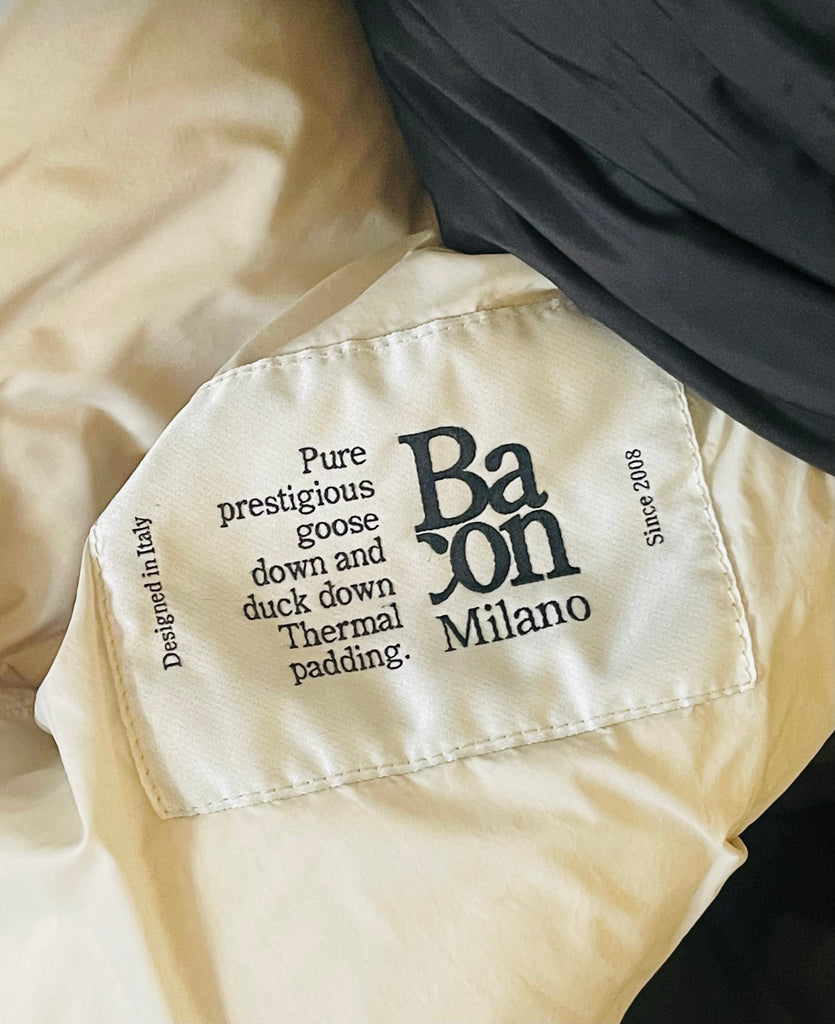 Designed in Italy
Pure
prestigious
goose
down and
duck down
Thermal
padding.
Ba
con
Milano
Since 2008